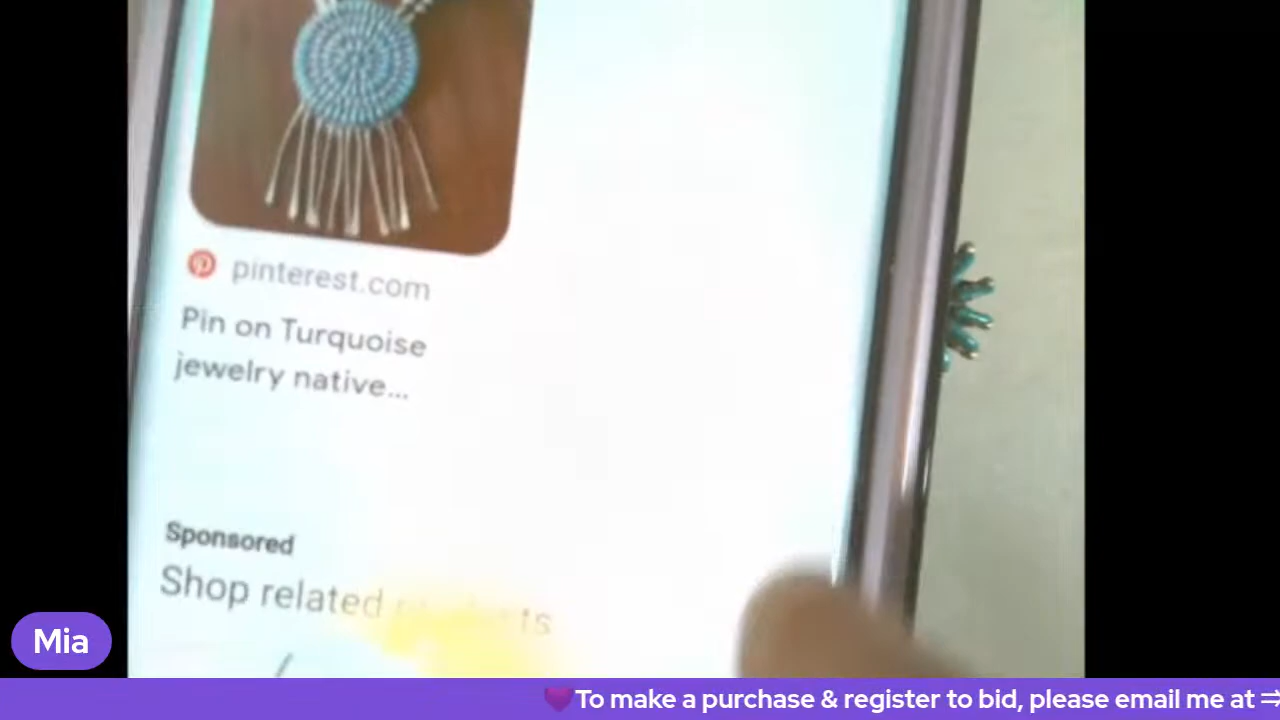 pinterest.com
Pin on Turquoise
jewelry native...
Sponsored
Shop related products
Mia
💜To make a purchase & register to bid, please email me at ⇒